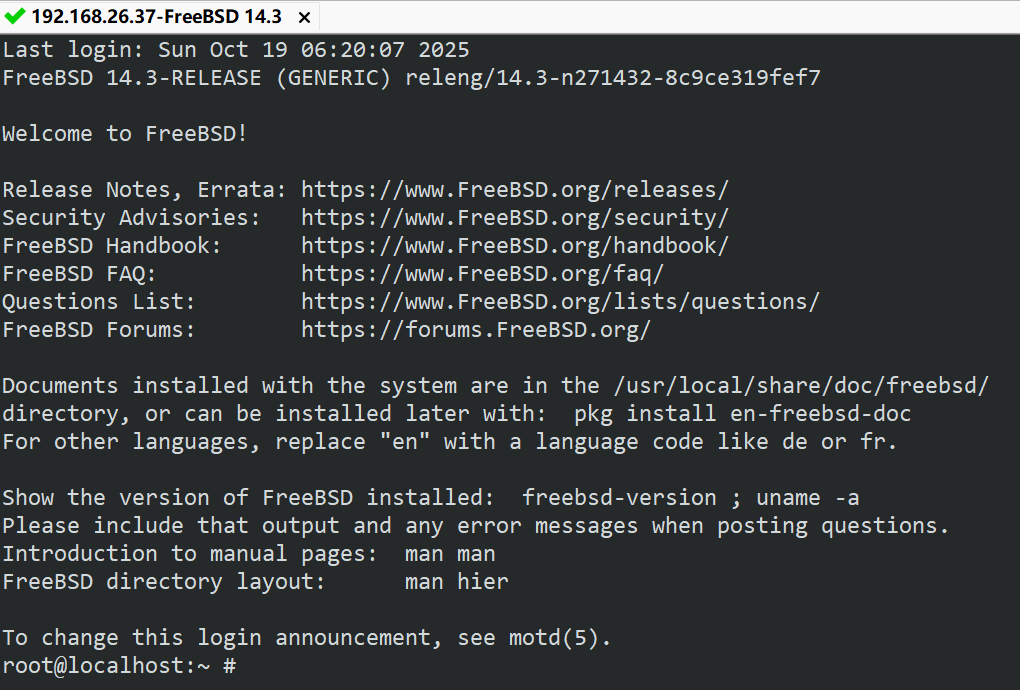 192.168.26.37-FreeBSD 14.3 ×
Last login: Sun Oct 19 06:20:07 2025
FreeBSD 14.3-RELEASE (GENERIC) releng/14.3-n271432-8c9ce319fef7
Welcome to FreeBSD!
Release Notes, Errata: https://www.FreeBSD.org/releases/
Security Advisories:   https://www.FreeBSD.org/security/
FreeBSD Handbook:      https://www.FreeBSD.org/handbook/
FreeBSD FAQ:           https://www.FreeBSD.org/faq/
Questions List:        https://www.FreeBSD.org/lists/questions/
FreeBSD Forums:        https://forums.FreeBSD.org/
Documents installed with the system are in the /usr/local/share/doc/freebsd/
directory, or can be installed later with:  pkg install en-freebsd-doc
For other languages, replace "en" with a language code like de or fr.
Show the version of FreeBSD installed:  freebsd-version ; uname -a
Please include that output and any error messages when posting questions.
Introduction to manual pages:  man man
FreeBSD directory layout:      man hier
To change this login announcement, see motd(5).
root@localhost:~ #